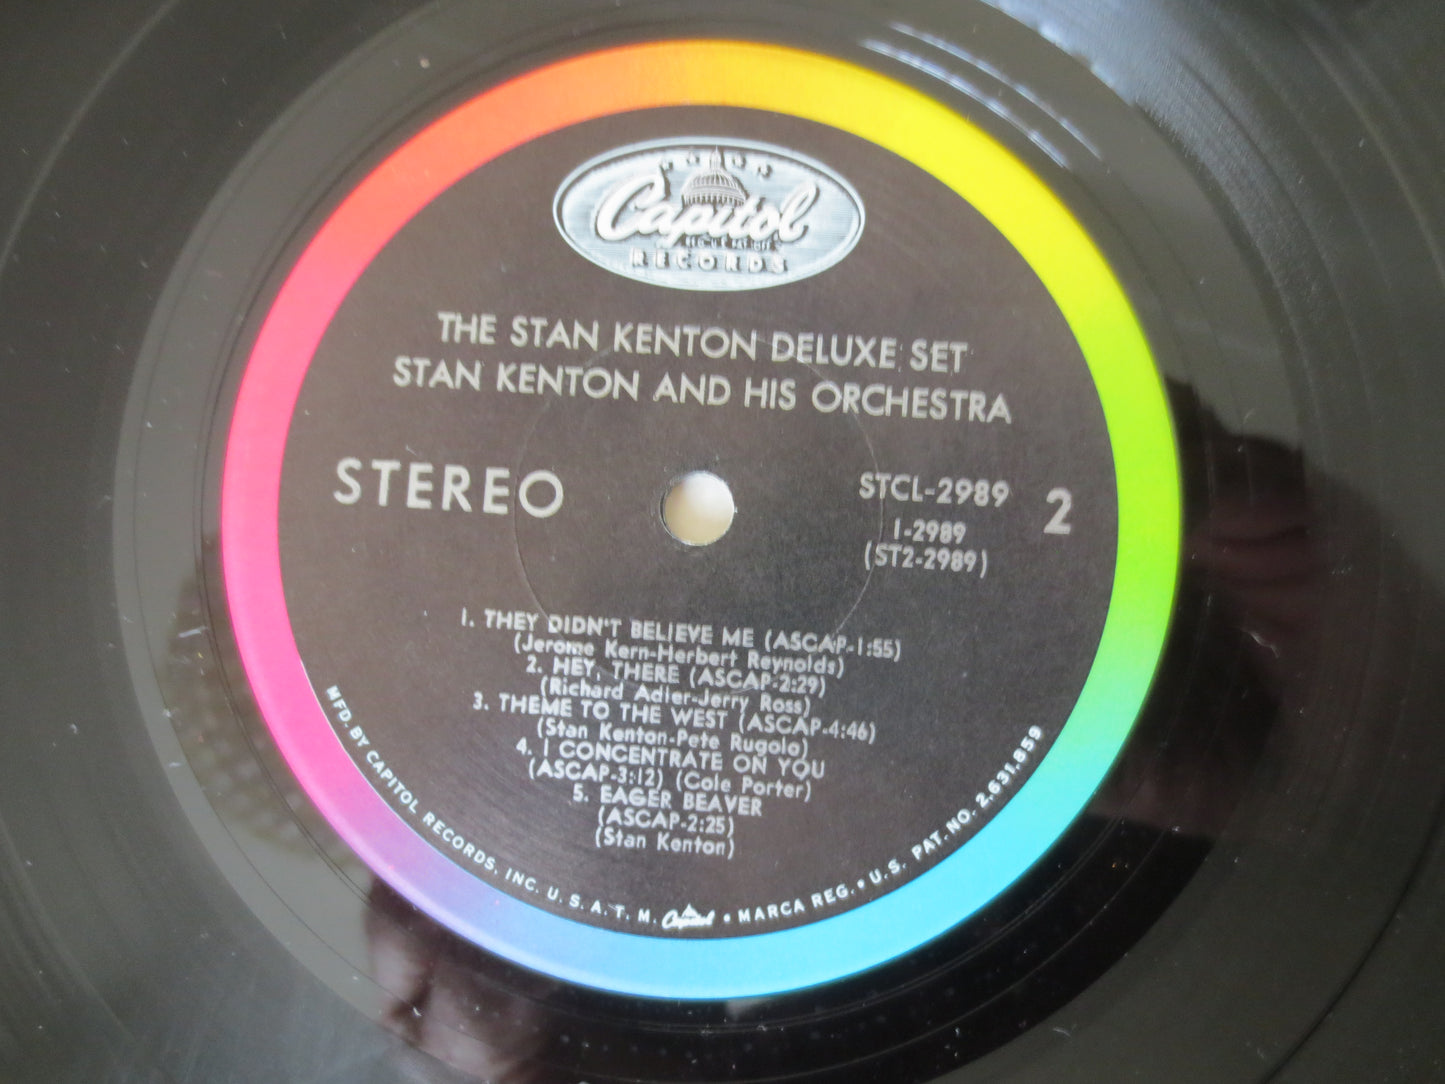 Capitol
RECORDS
THE STAN KENTON DELUXE SET
STAN KENTON AND HIS ORCHESTRA
STEREO
STCL-2989
2
1-2989
(ST2-2989)
1. THEY DIDN'T BELIEVE ME (ASCAP-1:55)
(Jerome Kern-Herbert Reynolds)
2. HEY, THERE (ASCAP-2:29)
(Richard Adler-Jerry Ross)
3. THEME TO THE WEST (ASCAP-4:46)
(Stan Kenton-Pete Rugolo)
4. I CONCENTRATE ON YOU
(ASCAP-3:12) (Cole Porter)
5. EAGER BEAVER
(ASCAP-2:25)
(Stan Kenton)
MFD. BY CAPITOL RECORDS, INC. U.S.A. T.M. Capitol • MARCA REG. • U.S. PAT. NO. 2,631,859